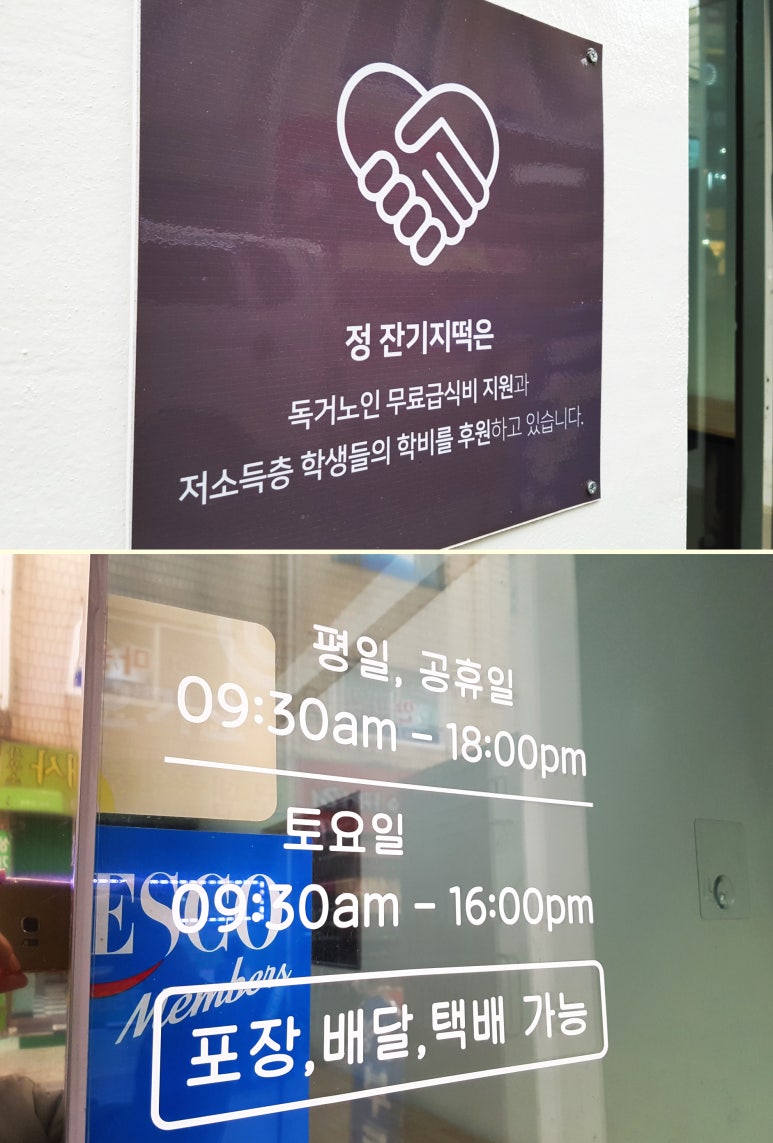 정 잔기지떡은
독거노인 무료급식비 지원과
저소득층 학생들의 학비를 후원하고 있습니다.
평일, 공휴일
09:30am - 18:00pm
토요일
09:30am - 16:00pm
ESCO
Members
포장,배달,택배 가능